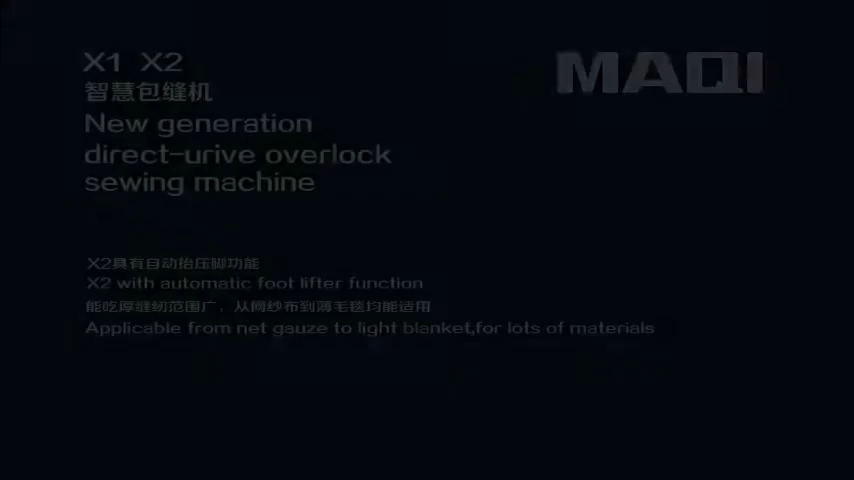 X1 X2
MAQI
智慧包缝机
New generation
direct-urive overlock
sewing machine
X2具有自动抬压脚功能
X2 with automatic foot lifter function
能吃厚缝纫范围广，从网纱布到薄毛毯均能适用
Applicable from net gauze to light blanket,for lots of materials